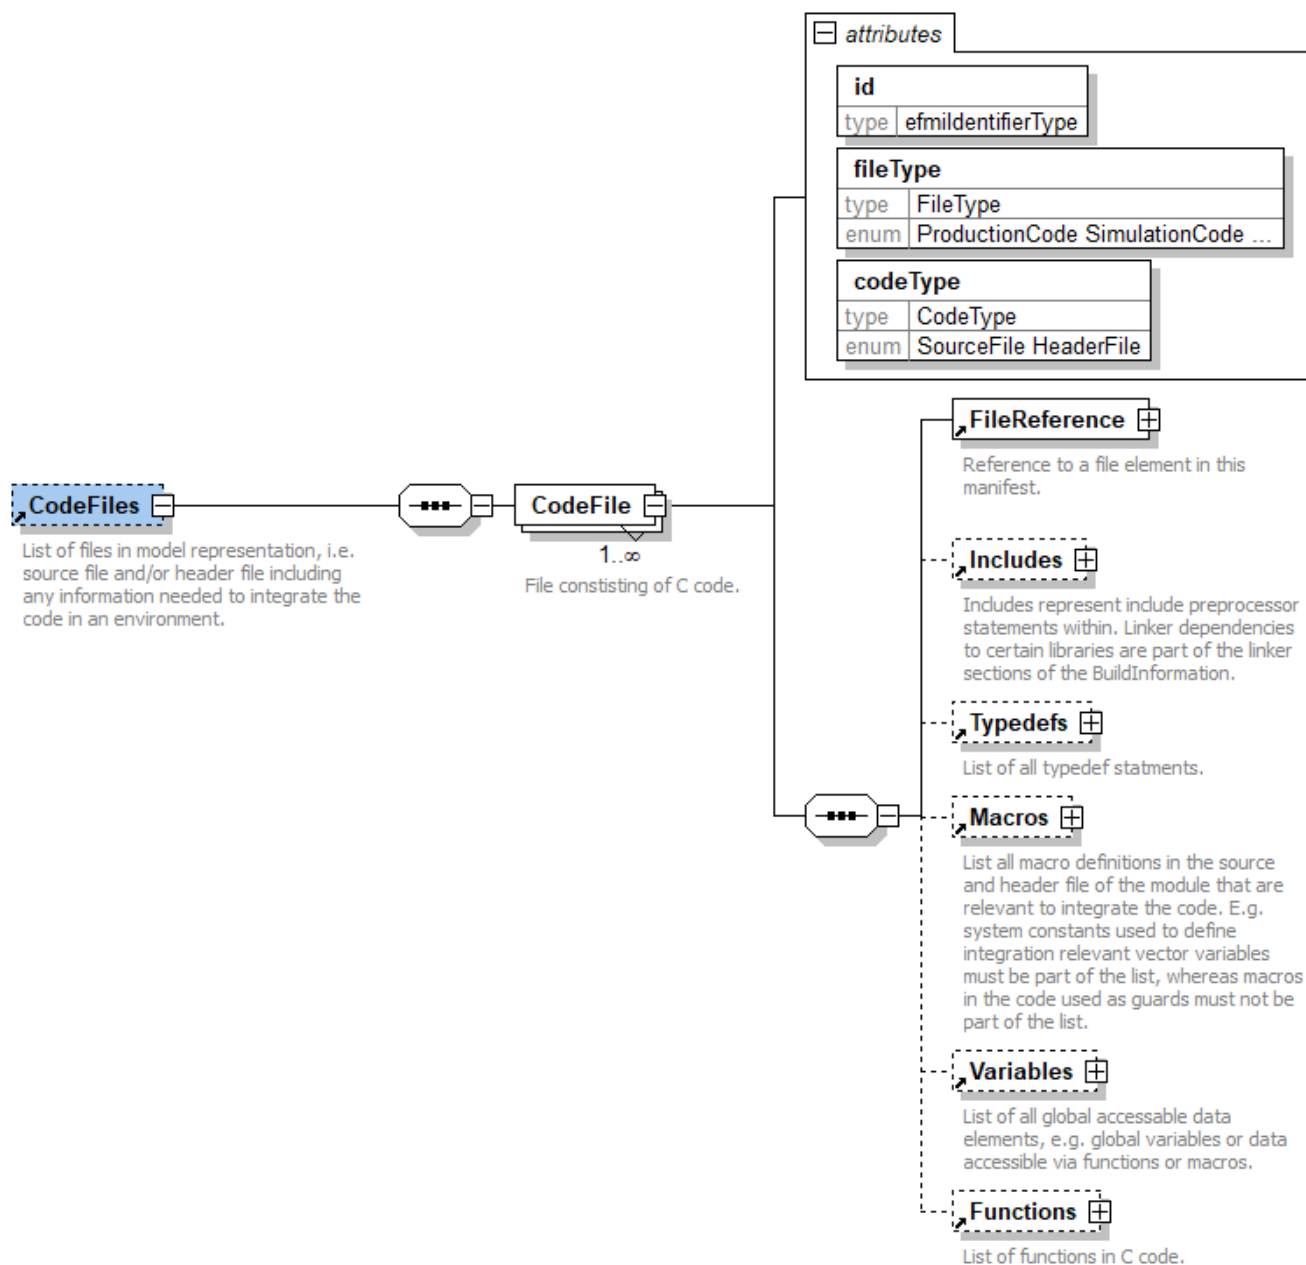 attributes
id
type efmiIdentifierType
fileType
type FileType
enum ProductionCode SimulationCode ...
codeType
type CodeType
enum SourceFile HeaderFile
CodeFiles
List of files in model representation, i.e.
source file and/or header file including
any information needed to integrate the
code in an environment.
CodeFile
1..∞
File constisting of C code.
FileReference
Reference to a file element in this
manifest.
Includes
Includes represent include preprocessor
statements within. Linker dependencies
to certain libraries are part of the linker
sections of the BuildInformation.
Typedefs
List of all typedef statments.
Macros
List all macro definitions in the source
and header file of the module that are
relevant to integrate the code. E.g.
system constants used to define
integration relevant vector variables
must be part of the list, whereas macros
in the code used as guards must not be
part of the list.
Variables
List of all global accessable data
elements, e.g. global variables or data
accessible via functions or macros.
Functions
List of functions in C code.